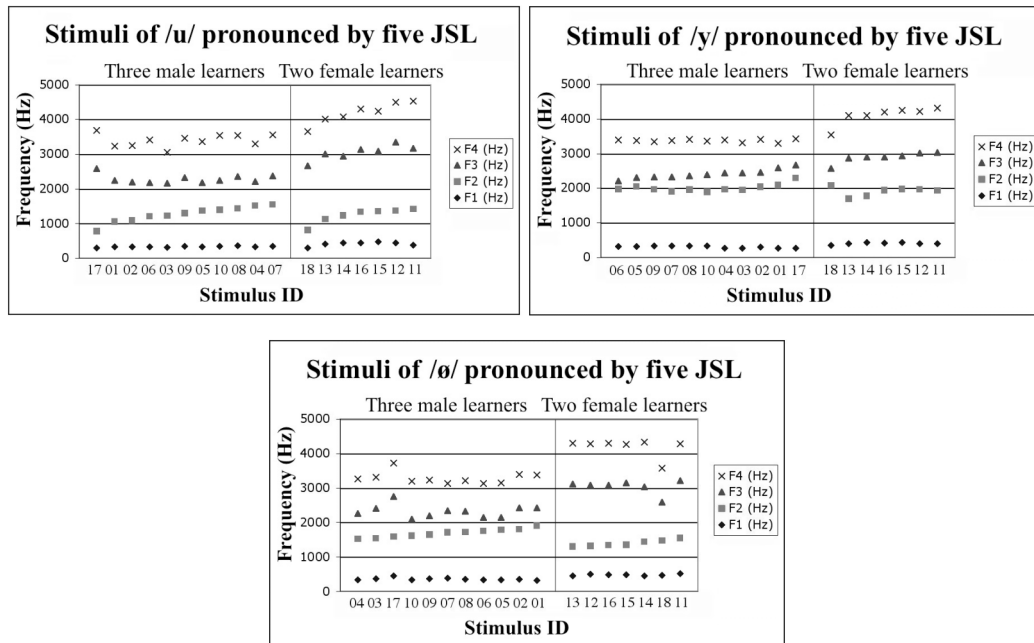 Stimuli of /u/ pronounced by five JSL
Three male learners Two female learners
Frequency (Hz)
5000
4000
3000
2000
1000
0
17 01 02 06 03 09 05 10 08 04 07 18 13 14 16 15 12 11
Stimulus ID
F4 (Hz)
F3 (Hz)
F2 (Hz)
F1 (Hz)
Stimuli of /y/ pronounced by five JSL
Three male learners Two female learners
Frequency (Hz)
5000
4000
3000
2000
1000
0
06 05 09 07 08 10 04 03 02 01 17 18 13 14 16 15 12 11
Stimulus ID
F4 (Hz)
F3 (Hz)
F2 (Hz)
F1 (Hz)
Stimuli of /ø/ pronounced by five JSL
Three male learners Two female learners
Frequency (Hz)
5000
4000
3000
2000
1000
0
04 03 17 10 09 07 08 06 05 02 01 13 12 16 15 14 18 11
Stimulus ID
F4 (Hz)
F3 (Hz)
F2 (Hz)
F1 (Hz)